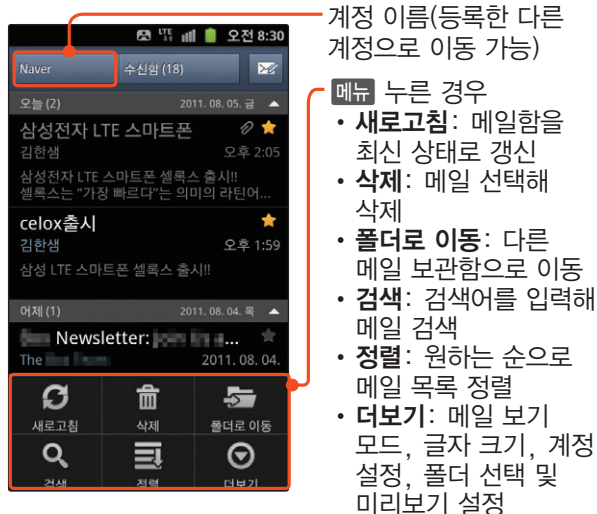 LTE 오전 8:30
Naver 수신함 (18)
오늘 (2) 2011. 08. 05. 금
삼성전자 LTE 스마트폰
김한샘 오후 2:05
삼성전자 LTE 스마트폰 셀록스 출시!!
셀록스는 "가장 빠르다"는 의미의 라틴어...
celox출시
김한샘 오후 1:59
삼성 LTE 스마트폰 셀록스 출시!!
어제 (1) 2011. 08. 04. 목
Newsletter: ...
The 2011. 08. 04.
새로고침 삭제 폴더로 이동
검색 정렬 더보기
계정 이름(등록한 다른
계정으로 이동 가능)
메뉴 누른 경우
• 새로고침: 메일함을
최신 상태로 갱신
• 삭제: 메일 선택해
삭제
• 폴더로 이동: 다른
메일 보관함으로 이동
• 검색: 검색어를 입력해
메일 검색
• 정렬: 원하는 순으로
메일 목록 정렬
• 더보기: 메일 보기
모드, 글자 크기, 계정
설정, 폴더 선택 및
미리보기 설정